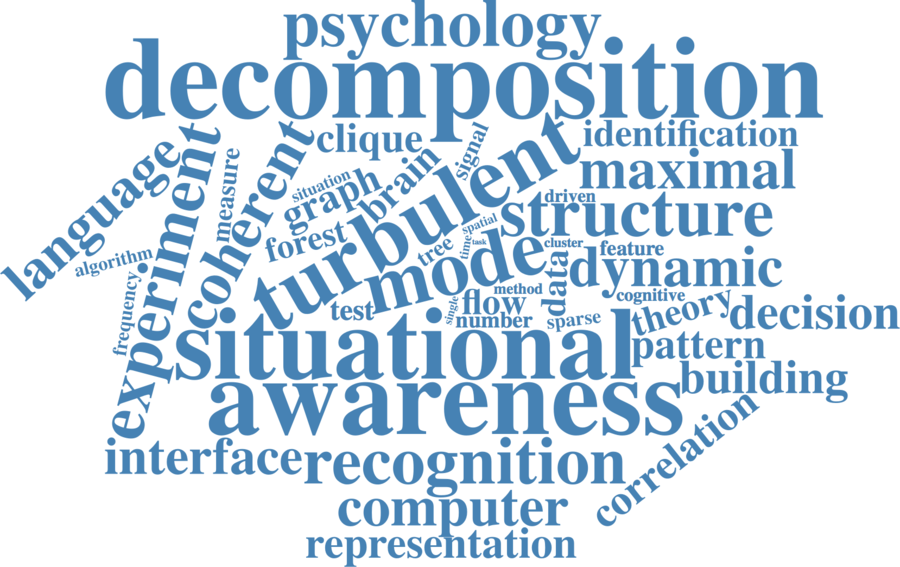 psychology
decomposition
clique
identification
language
experiment
measure
coherent
situation
graph
brain
signal
turbulent
maximal
driven
structure
algorithm
forest
tree
time
spatial
task
mode
cluster
feature
dynamic
data
frequency
test
single
flow
method
number
sparse
cognitive
theory
decision
situational
pattern
awareness
building
interface
recognition
correlation
computer
representation